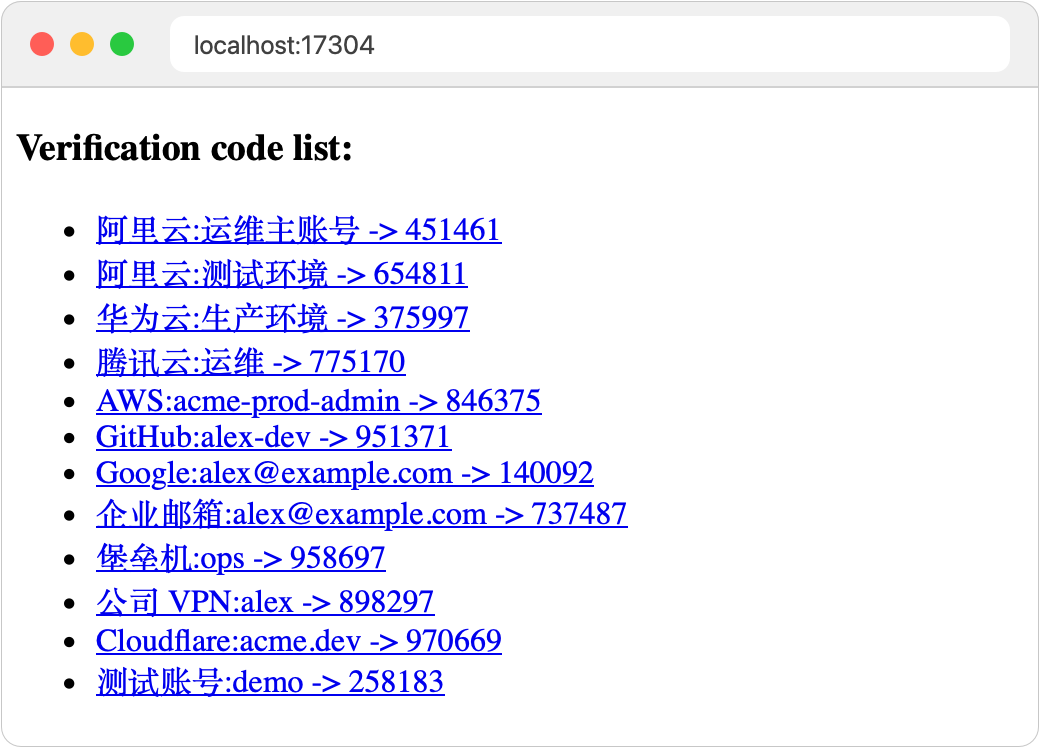 localhost:17304
Verification code list:
阿里云:运维主账号 -> 451461
阿里云:测试环境 -> 654811
华为云:生产环境 -> 375997
腾讯云:运维 -> 775170
AWS:acme-prod-admin -> 846375
GitHub:alex-dev -> 951371
Google:alex@example.com -> 140092
企业邮箱:alex@example.com -> 737487
堡垒机:ops -> 958697
公司 VPN:alex -> 898297
Cloudflare:acme.dev -> 970669
测试账号:demo -> 258183